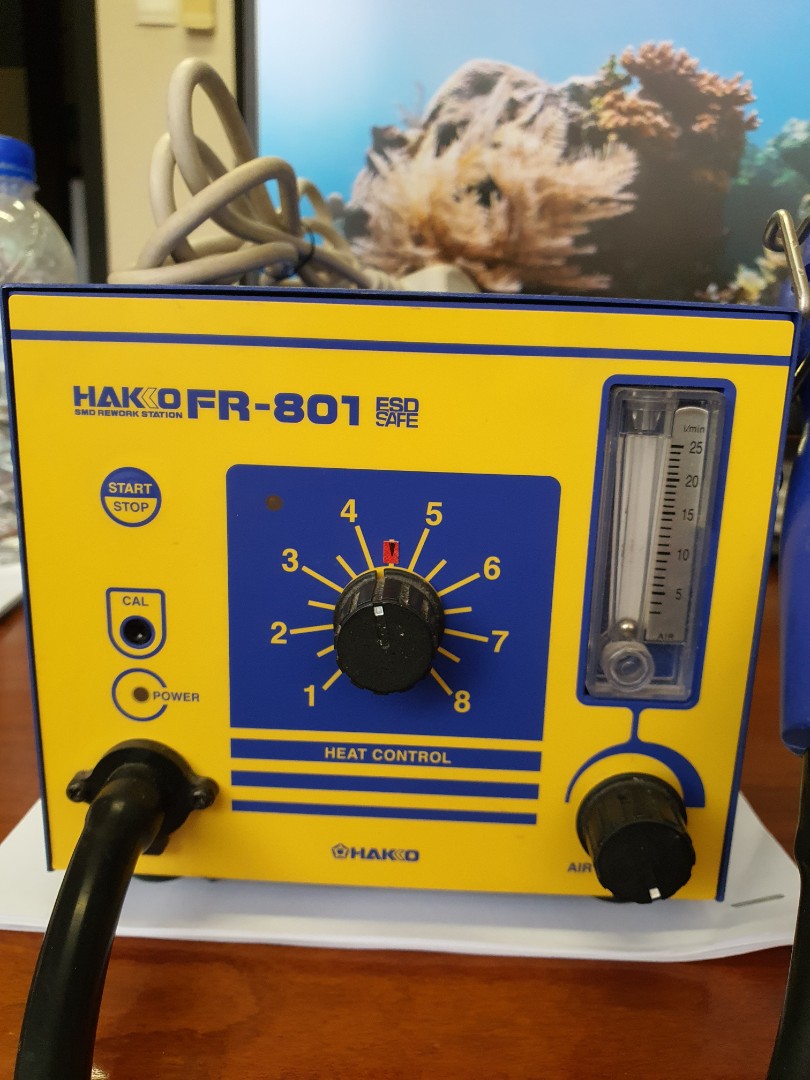 HAKKO FR-801 ESD SAFE
SMD REWORK STATION
START
STOP
CAL
POWER
1
2
3
4
5
6
7
8
HEAT CONTROL
HAKKO
l/min
25
20
15
10
5
AIR
AIR